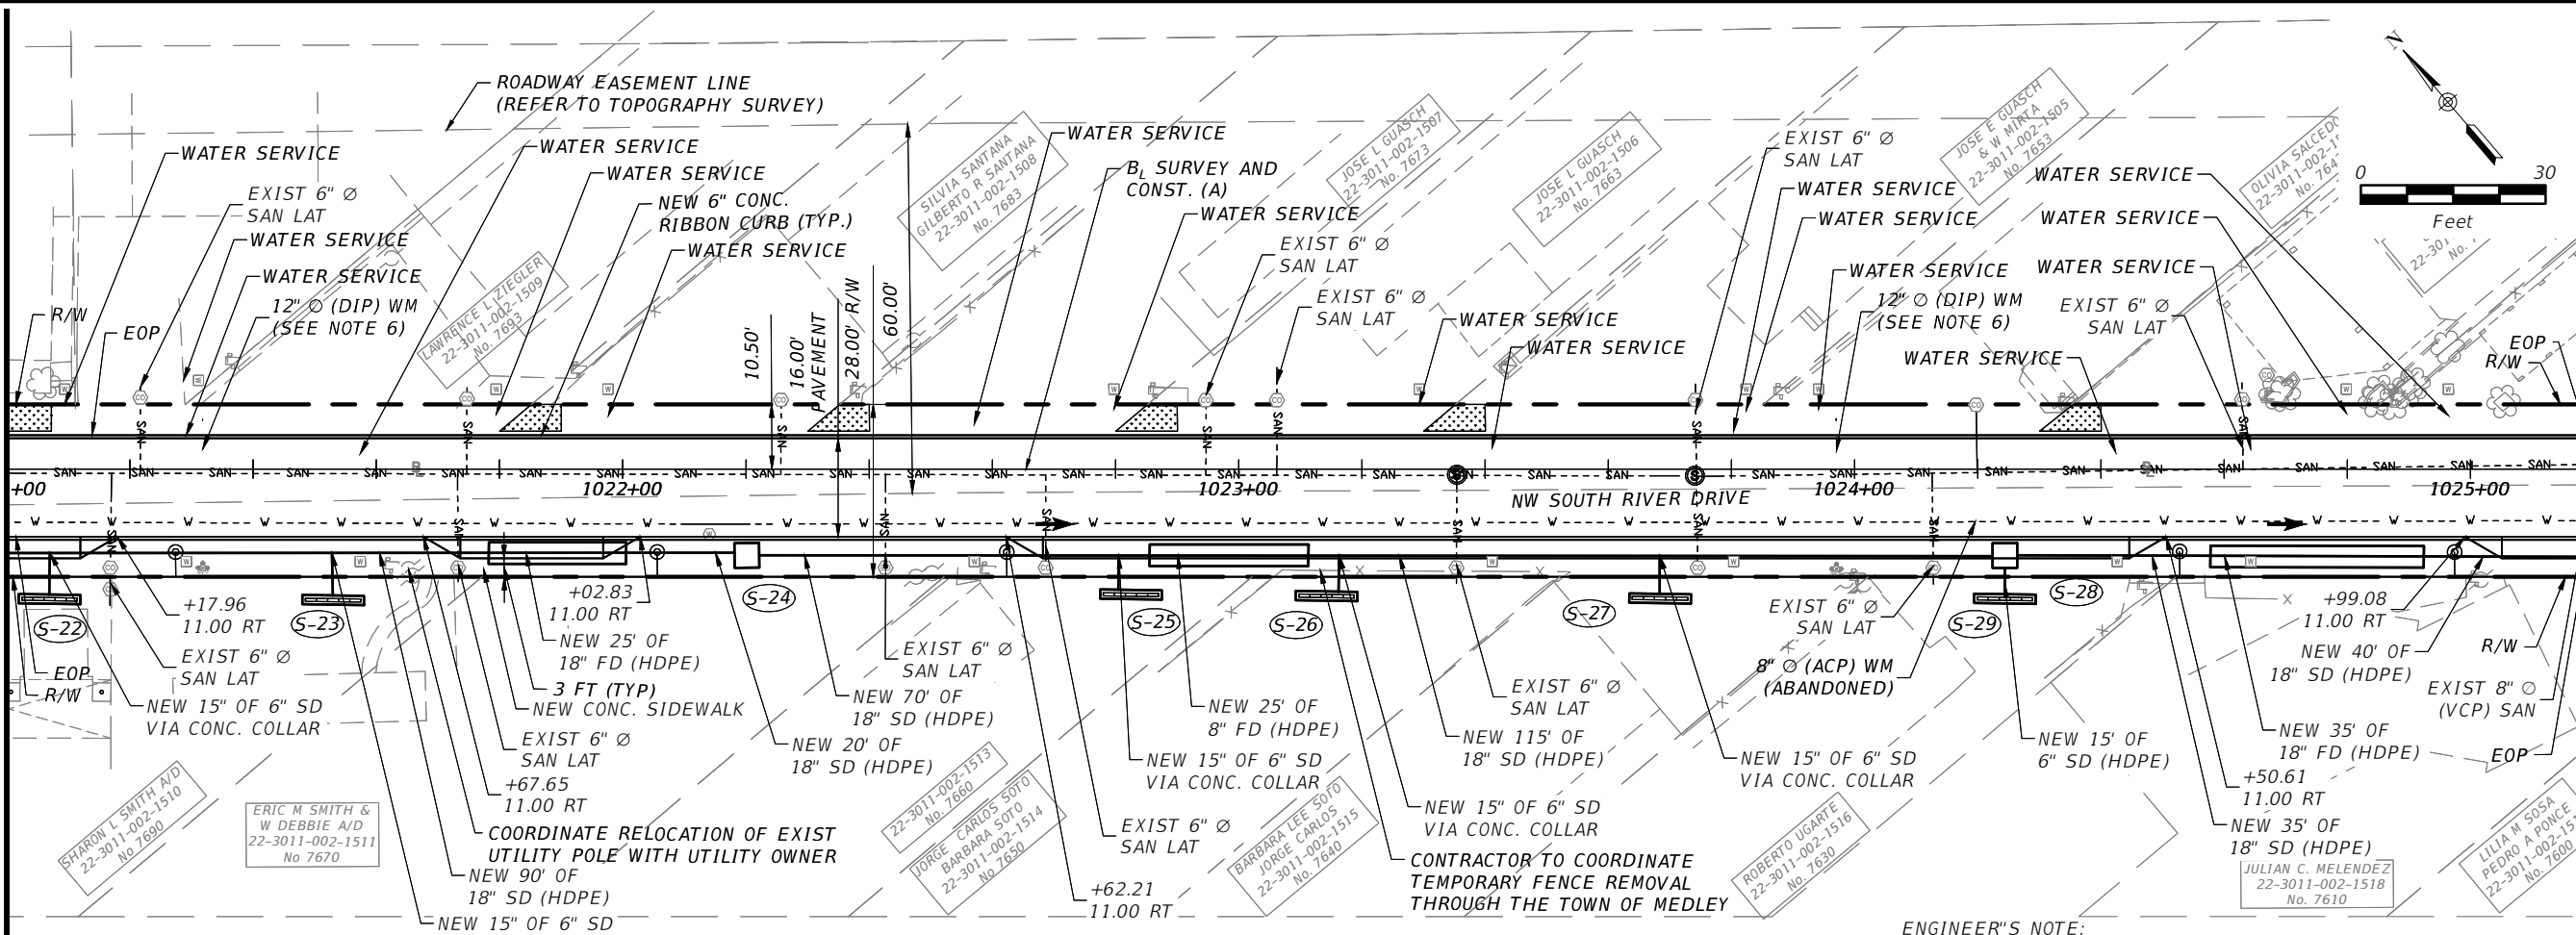 ROADWAY EASEMENT LINE
(REFER TO TOPOGRAPHY SURVEY)
WATER SERVICE
EXIST 6" Ø
SAN LAT
WATER SERVICE
WATER SERVICE
12" Ø (DIP) WM
(SEE NOTE 6)
R/W
EOP
WATER SERVICE
WATER SERVICE
NEW 6" CONC.
RIBBON CURB (TYP.)
WATER SERVICE
LAWRENCE L ZIEGLER
22-3011-002-1509
No. 7693
10.50'
16.00'
PAVEMENT
28.00' R/W
60.00'
SILVIA SANTANA
GILBERTO R SANTANA
22-3011-002-1508
No. 7683
WATER SERVICE
BL SURVEY AND
CONST. (A)
WATER SERVICE
EXIST 6" Ø
SAN LAT
EXIST 6" Ø
SAN LAT
JOSE L GUASCH
22-3011-002-1507
No. 7673
JOSE L GUASCH
22-3011-002-1506
No. 7663
WATER SERVICE
WATER SERVICE
EXIST 6" Ø
SAN LAT
WATER SERVICE
WATER SERVICE
WATER SERVICE
12" Ø (DIP) WM
(SEE NOTE 6)
WATER SERVICE
JOSE E GUASCH
& W MIRTA
22-3011-002-1505
No. 7653
WATER SERVICE
WATER SERVICE
WATER SERVICE
EXIST 6" Ø
SAN LAT
OLIVIA SALCEDO
N
0 30
Feet
EOP
R/W
+00
1022+00
1023+00
NW SOUTH RIVER DRIVE
1024+00
1025+00
S-22
S-23
S-24
S-25
S-26
S-27
S-29
S-28
+17.96
11.00 RT
EXIST 6" Ø
SAN LAT
EOP
R/W
NEW 15" OF 6" SD
VIA CONC. COLLAR
+02.83
11.00 RT
NEW 25' OF
18" FD (HDPE)
3 FT (TYP)
NEW CONC. SIDEWALK
EXIST 6" Ø
SAN LAT
+67.65
11.00 RT
COORDINATE RELOCATION OF EXIST
UTILITY POLE WITH UTILITY OWNER
NEW 90' OF
18" SD (HDPE)
NEW 15" OF 6" SD
EXIST 6" Ø
SAN LAT
NEW 70' OF
18" SD (HDPE)
NEW 20' OF
18" SD (HDPE)
SHARON L SMITH A/D
22-3011-002-1510
No 7690
ERIC M SMITH &
W DEBBIE A/D
22-3011-002-1511
No 7670
22-3011-002-1513
No. 7660
JORGE CARLOS SOTO
BARBARA SOTO
22-3011-002-1514
No 7650
NEW 25' OF
8" FD (HDPE)
NEW 15" OF 6" SD
VIA CONC. COLLAR
EXIST 6" Ø
SAN LAT
+62.21
11.00 RT
BARBARA LEE SOTO
JORGE CARLOS
22-3011-002-1515
No. 7640
EXIST 6" Ø
SAN LAT
NEW 115' OF
18" SD (HDPE)
NEW 15" OF 6" SD
VIA CONC. COLLAR
CONTRACTOR TO COORDINATE
TEMPORARY FENCE REMOVAL
THROUGH THE TOWN OF MEDLEY
EXIST 6" Ø
SAN LAT
8" Ø (ACP) WM
(ABANDONED)
NEW 15" OF 6" SD
VIA CONC. COLLAR
ROBERTO UGARTE
22-3011-002-1516
No. 7630
NEW 15' OF
6" SD (HDPE)
+99.08
11.00 RT
NEW 40' OF
18" SD (HDPE)
R/W
EXIST 8" Ø
(VCP) SAN
NEW 35' OF
18" FD (HDPE)
EOP
+50.61
11.00 RT
NEW 35' OF
18" SD (HDPE)
JULIAN C. MELENDEZ
22-3011-002-1518
No. 7610
LILIA M SOSA
PEDRO A PONCE
No. 7600
ENGINEER"S NOTE: